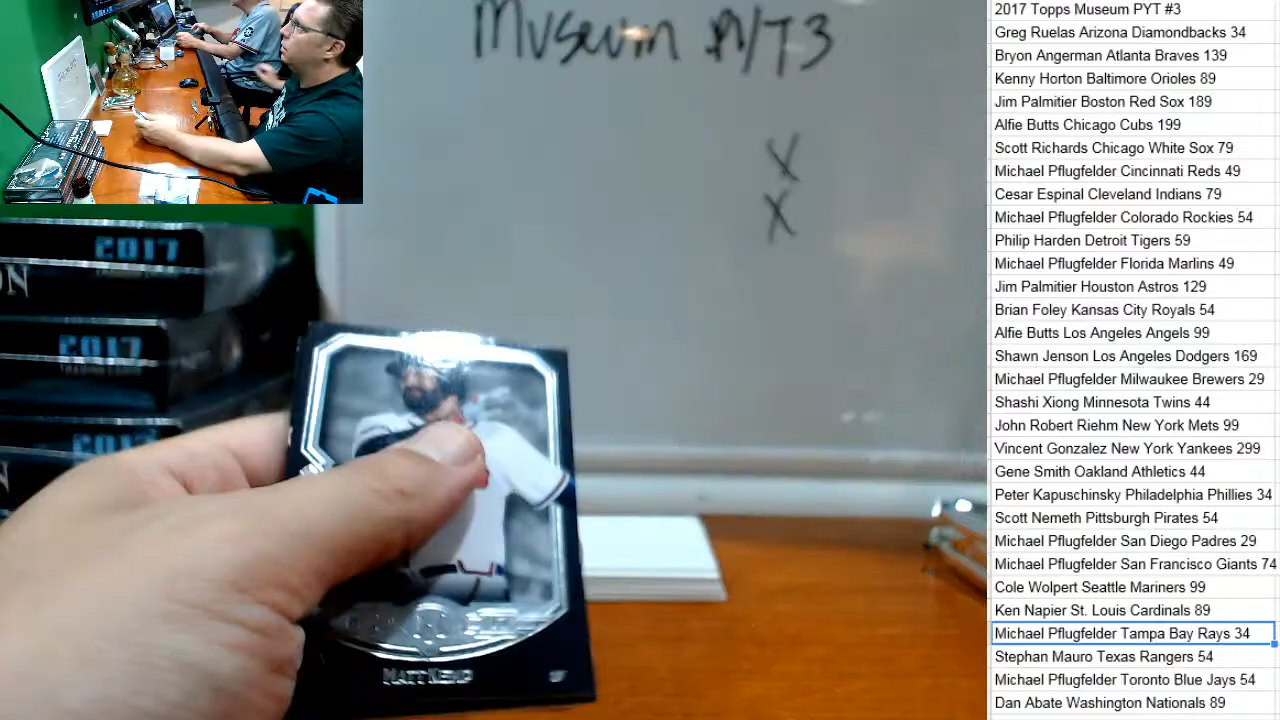 Museum PYT3
X
X
2017
ON
2017
2017
MATT KEMP
2017 Topps Museum PYT #3
Greg Ruelas Arizona Diamondbacks 34
Bryon Angerman Atlanta Braves 139
Kenny Horton Baltimore Orioles 89
Jim Palmitier Boston Red Sox 189
Alfie Butts Chicago Cubs 199
Scott Richards Chicago White Sox 79
Michael Pflugfelder Cincinnati Reds 49
Cesar Espinal Cleveland Indians 79
Michael Pflugfelder Colorado Rockies 54
Philip Harden Detroit Tigers 59
Michael Pflugfelder Florida Marlins 49
Jim Palmitier Houston Astros 129
Brian Foley Kansas City Royals 54
Alfie Butts Los Angeles Angels 99
Shawn Jenson Los Angeles Dodgers 169
Michael Pflugfelder Milwaukee Brewers 29
Shashi Xiong Minnesota Twins 44
John Robert Riehm New York Mets 99
Vincent Gonzalez New York Yankees 299
Gene Smith Oakland Athletics 44
Peter Kapuschinsky Philadelphia Phillies 34
Scott Nemeth Pittsburgh Pirates 54
Michael Pflugfelder San Diego Padres 29
Michael Pflugfelder San Francisco Giants 74
Cole Wolpert Seattle Mariners 99
Ken Napier St. Louis Cardinals 89
Michael Pflugfelder Tampa Bay Rays 34
Stephan Mauro Texas Rangers 54
Michael Pflugfelder Toronto Blue Jays 54
Dan Abate Washington Nationals 89